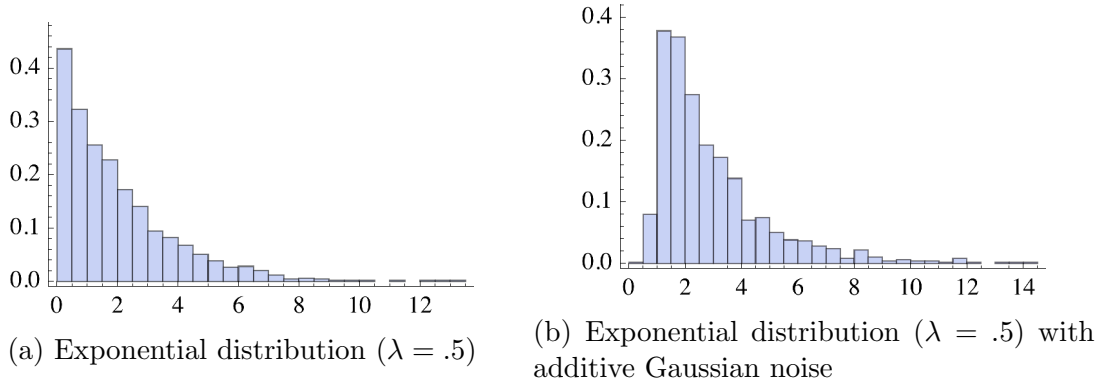 0.4
0.3
0.2
0.1
0.0
0 2 4 6 8 10 12
(a) Exponential distribution (λ = .5)
0.4
0.3
0.2
0.1
0.0
0 2 4 6 8 10 12 14
(b) Exponential distribution (λ = .5) with
additive Gaussian noise